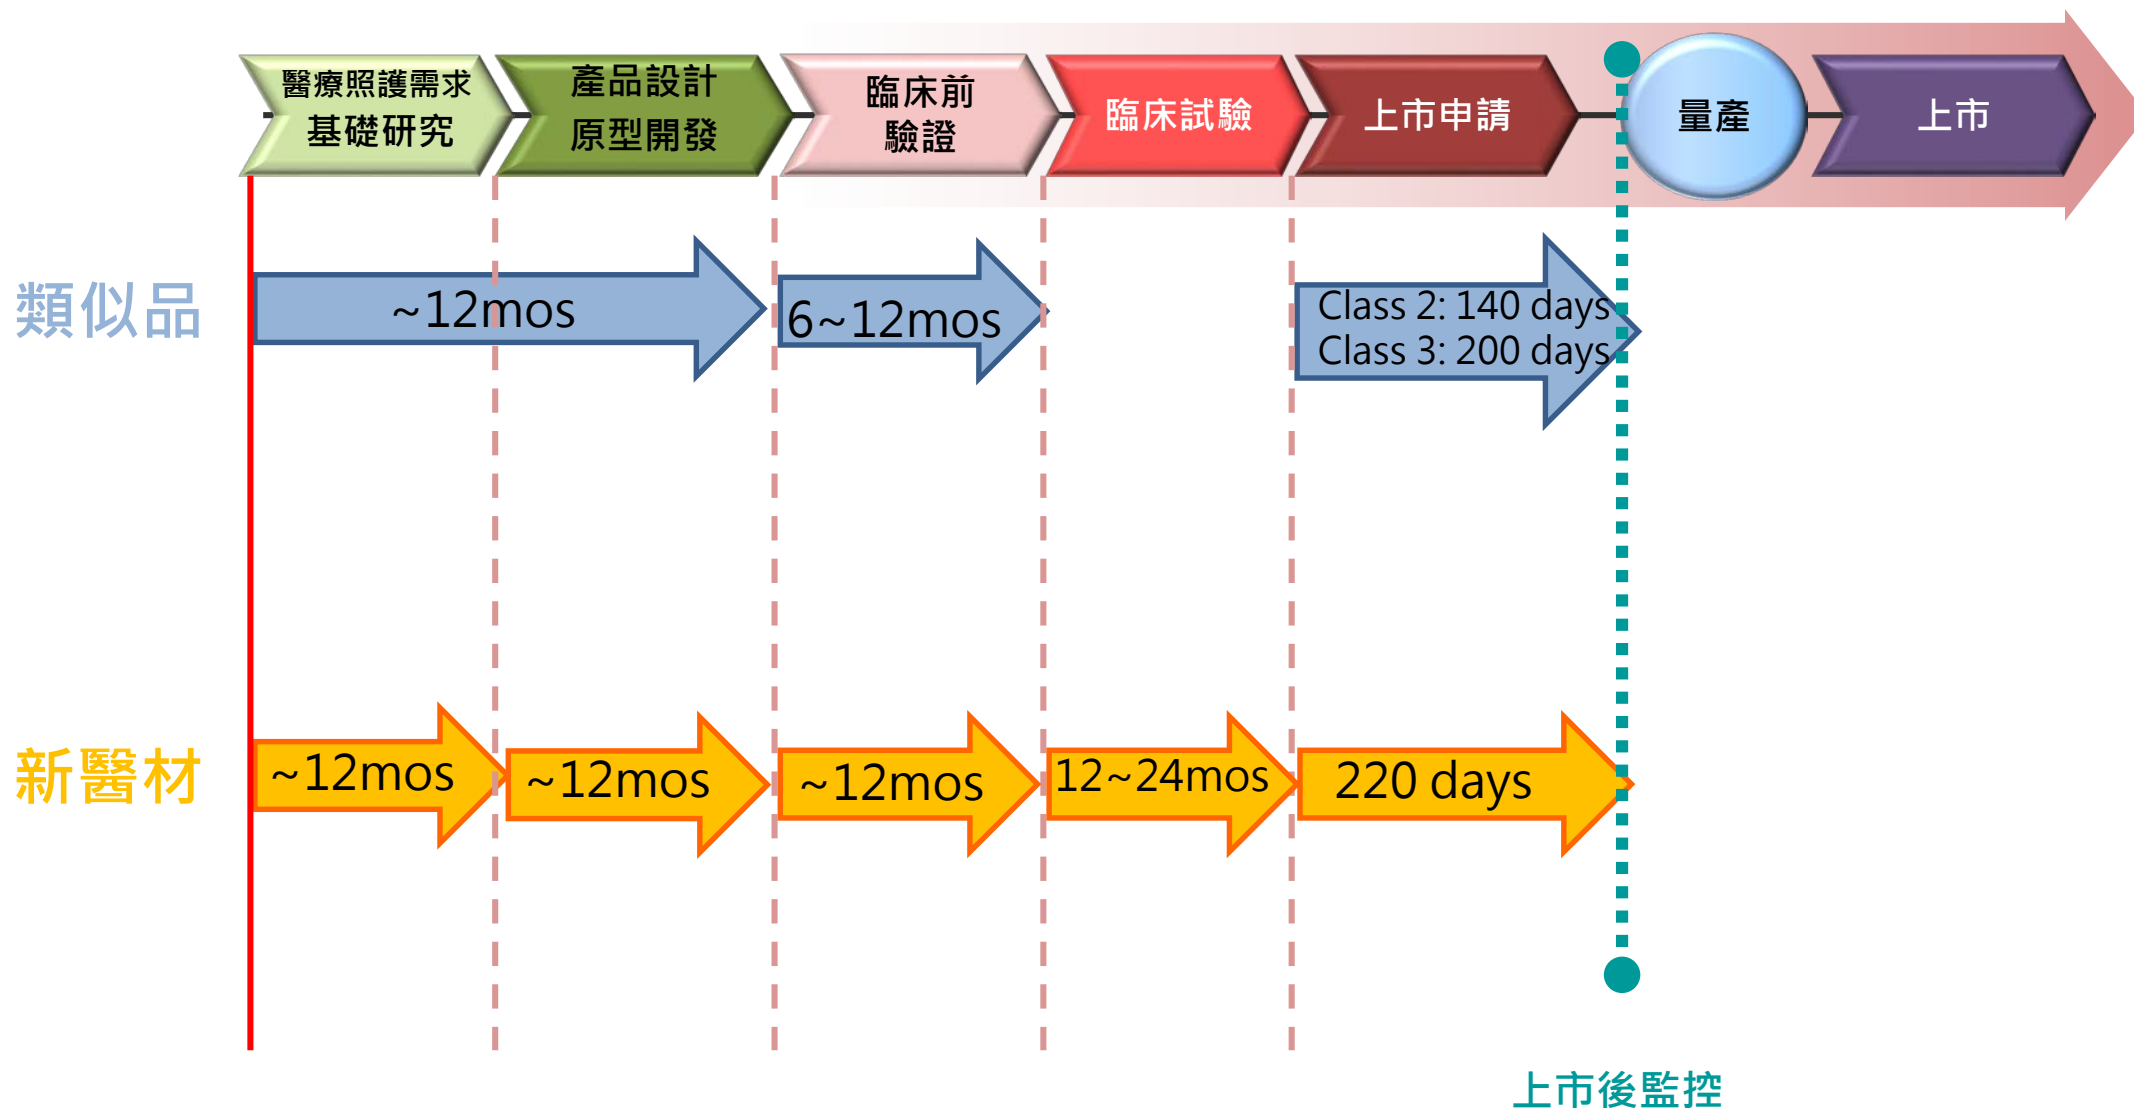 醫療照護需求
基礎研究
產品設計
原型開發
臨床前
驗證
臨床試驗
上市申請
量產
上市
類似品
~12mos
6~12mos
Class 2: 140 days
Class 3: 200 days
新醫材
~12mos
~12mos
~12mos
12~24mos
220 days
上市後監控